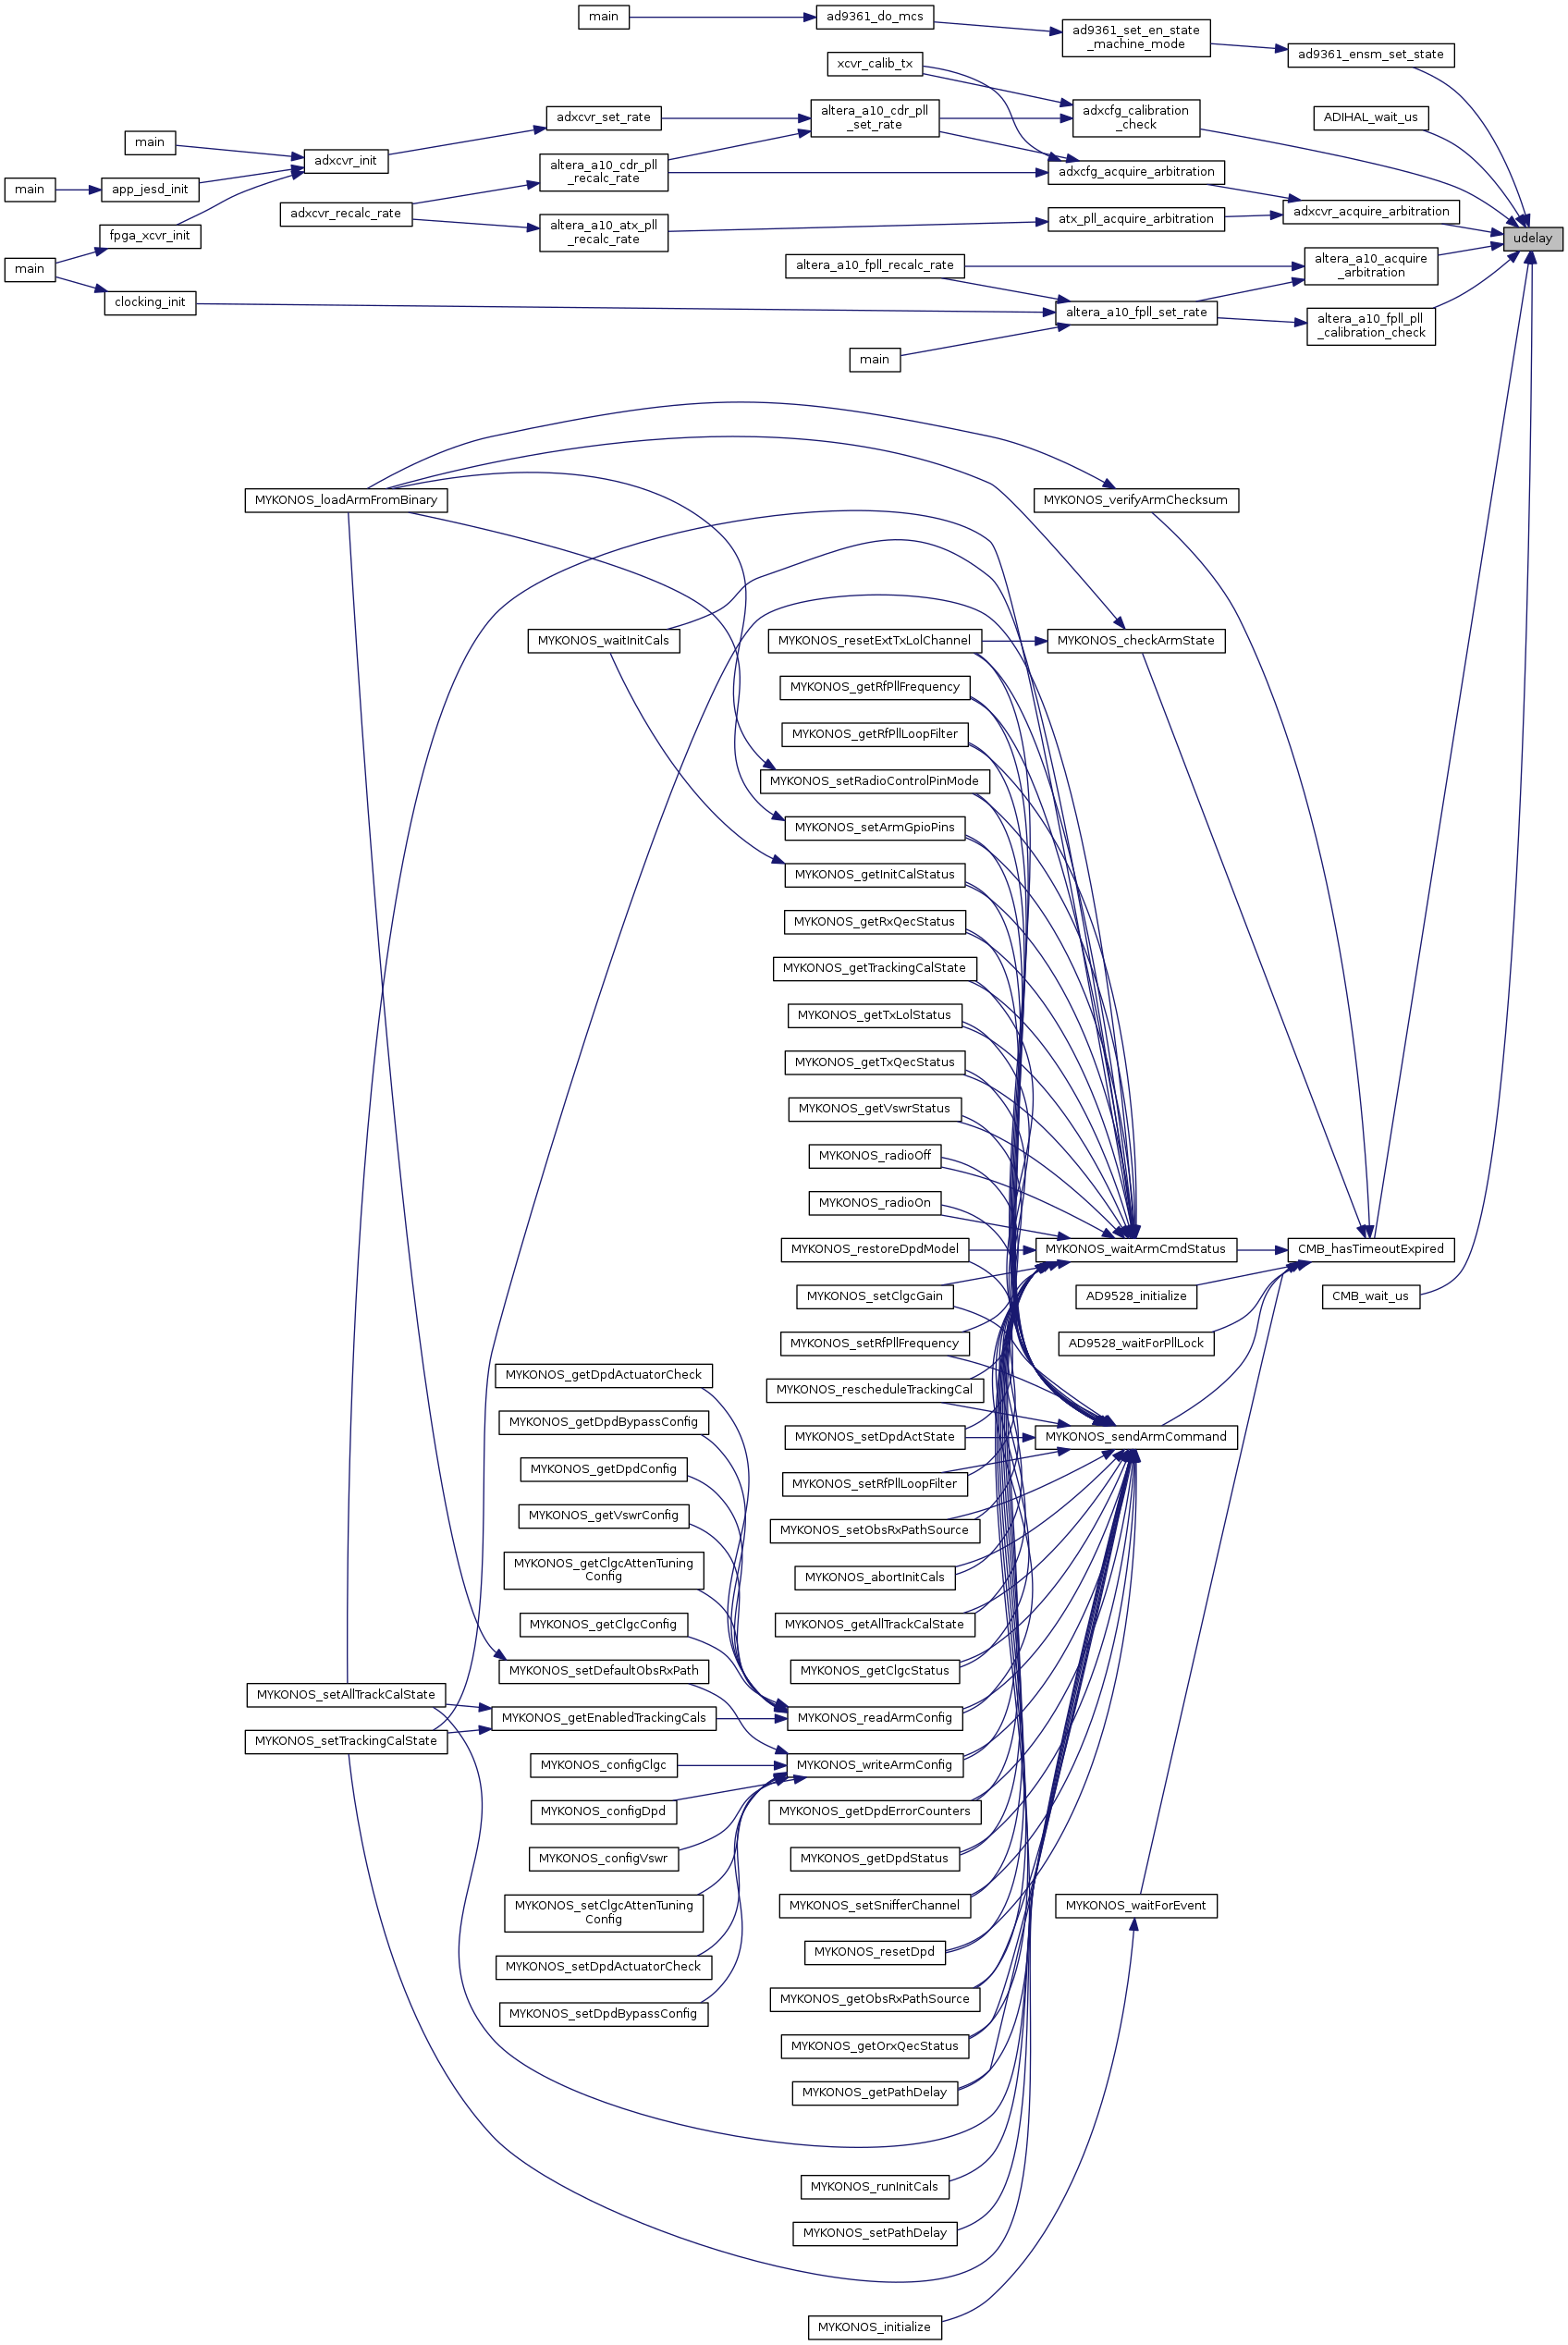 main
ad9361_do_mcs
ad9361_set_en_state
_machine_mode
ad9361_ensm_set_state
xcvr_calib_tx
adxcvr_set_rate
altera_a10_cdr_pll
_set_rate
adxcfg_calibration
_check
ADIHAL_wait_us
main
adxcvr_init
altera_a10_cdr_pll
_recalc_rate
adxcfg_acquire_arbitration
main
app_jesd_init
adxcvr_recalc_rate
altera_a10_atx_pll
_recalc_rate
atx_pll_acquire_arbitration
adxcvr_acquire_arbitration
fpga_xcvr_init
udelay
main
altera_a10_fpll_recalc_rate
altera_a10_acquire
_arbitration
clocking_init
altera_a10_fpll_set_rate
altera_a10_fpll_pll
_calibration_check
main
MYKONOS_loadArmFromBinary
MYKONOS_verifyArmChecksum
MYKONOS_waitInitCals
MYKONOS_resetExtTxLolChannel
MYKONOS_checkArmState
MYKONOS_getRfPllFrequency
MYKONOS_getRfPllLoopFilter
MYKONOS_setRadioControlPinMode
MYKONOS_setArmGpioPins
MYKONOS_getInitCalStatus
MYKONOS_getRxQecStatus
MYKONOS_getTrackingCalState
MYKONOS_getTxLolStatus
MYKONOS_getTxQecStatus
MYKONOS_getVswrStatus
MYKONOS_radioOff
MYKONOS_radioOn
MYKONOS_restoreDpdModel
MYKONOS_waitArmCmdStatus
CMB_hasTimeoutExpired
MYKONOS_setClgcGain
AD9528_initialize
CMB_wait_us
MYKONOS_setRfPllFrequency
AD9528_waitForPllLock
MYKONOS_getDpdActuatorCheck
MYKONOS_rescheduleTrackingCal
MYKONOS_getDpdBypassConfig
MYKONOS_setDpdActState
MYKONOS_sendArmCommand
MYKONOS_getDpdConfig
MYKONOS_setRfPllLoopFilter
MYKONOS_getVswrConfig
MYKONOS_setObsRxPathSource
MYKONOS_getClgcAttenTuning
Config
MYKONOS_abortInitCals
MYKONOS_getClgcConfig
MYKONOS_getAllTrackCalState
MYKONOS_setDefaultObsRxPath
MYKONOS_getClgcStatus
MYKONOS_setAllTrackCalState
MYKONOS_getEnabledTrackingCals
MYKONOS_readArmConfig
MYKONOS_setTrackingCalState
MYKONOS_configClgc
MYKONOS_writeArmConfig
MYKONOS_configDpd
MYKONOS_getDpdErrorCounters
MYKONOS_configVswr
MYKONOS_getDpdStatus
MYKONOS_setClgcAttenTuning
Config
MYKONOS_setSnifferChannel
MYKONOS_waitForEvent
MYKONOS_setDpdActuatorCheck
MYKONOS_resetDpd
MYKONOS_setDpdBypassConfig
MYKONOS_getObsRxPathSource
MYKONOS_getOrxQecStatus
MYKONOS_getPathDelay
MYKONOS_runInitCals
MYKONOS_setPathDelay
MYKONOS_initialize